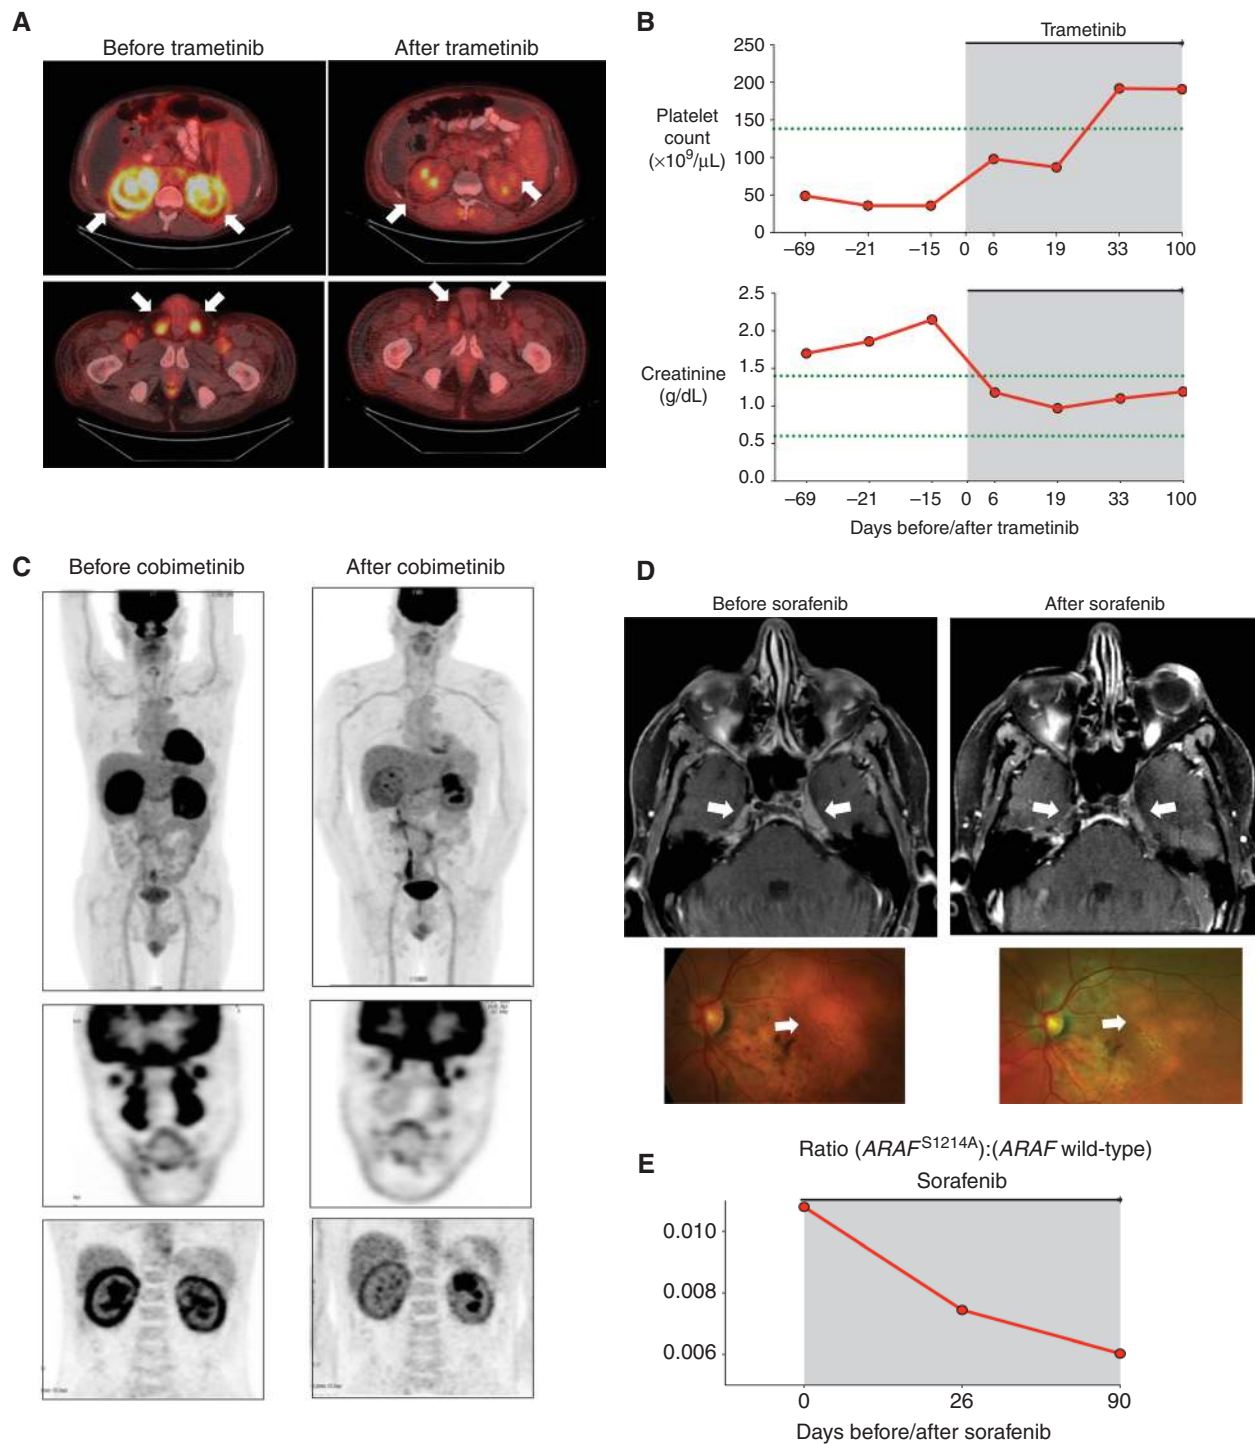 A
Before trametinib
After trametinib
B
Trametinib
250
200
150
100
50
0
Platelet
count
(×10⁹/μL)
–69
–21
–15
0
6
19
33
100
2.5
2.0
1.5
1.0
0.5
0.0
Creatinine
(g/dL)
–69
–21
–15
0
6
19
33
100
Days before/after trametinib
C
Before cobimetinib
After cobimetinib
D
Before sorafenib
After sorafenib
E
Ratio (ARAF^S1214A):(ARAF wild-type)
Sorafenib
0.010
0.008
0.006
0
26
90
Days before/after sorafenib